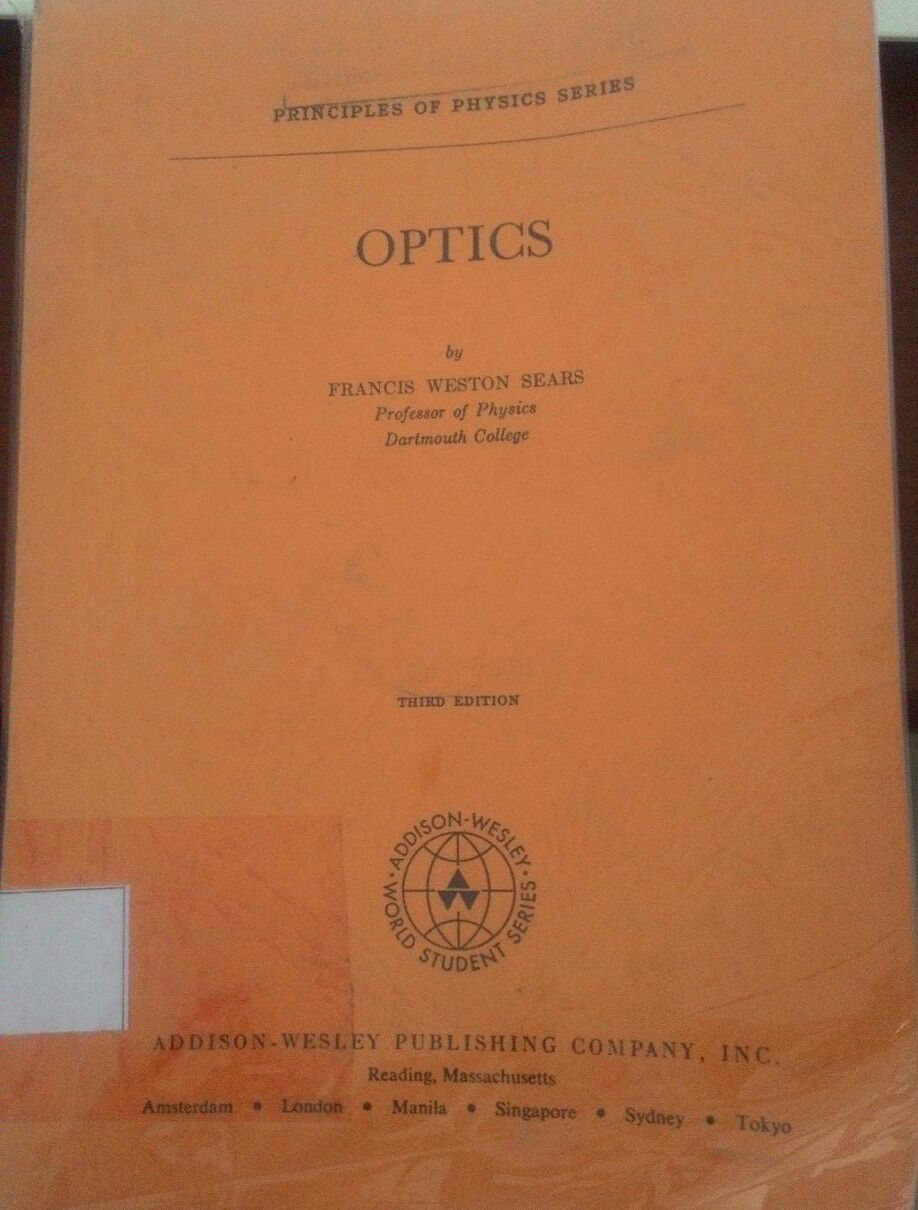 PRINCIPLES OF PHYSICS SERIES
OPTICS
by
FRANCIS WESTON SEARS
Professor of Physics
Dartmouth College
THIRD EDITION
• ADDISON-WESLEY •
WORLD STUDENT SERIES
ADDISON-WESLEY PUBLISHING COMPANY, INC.
Reading, Massachusetts
Amsterdam • London • Manila • Singapore • Sydney • Tokyo